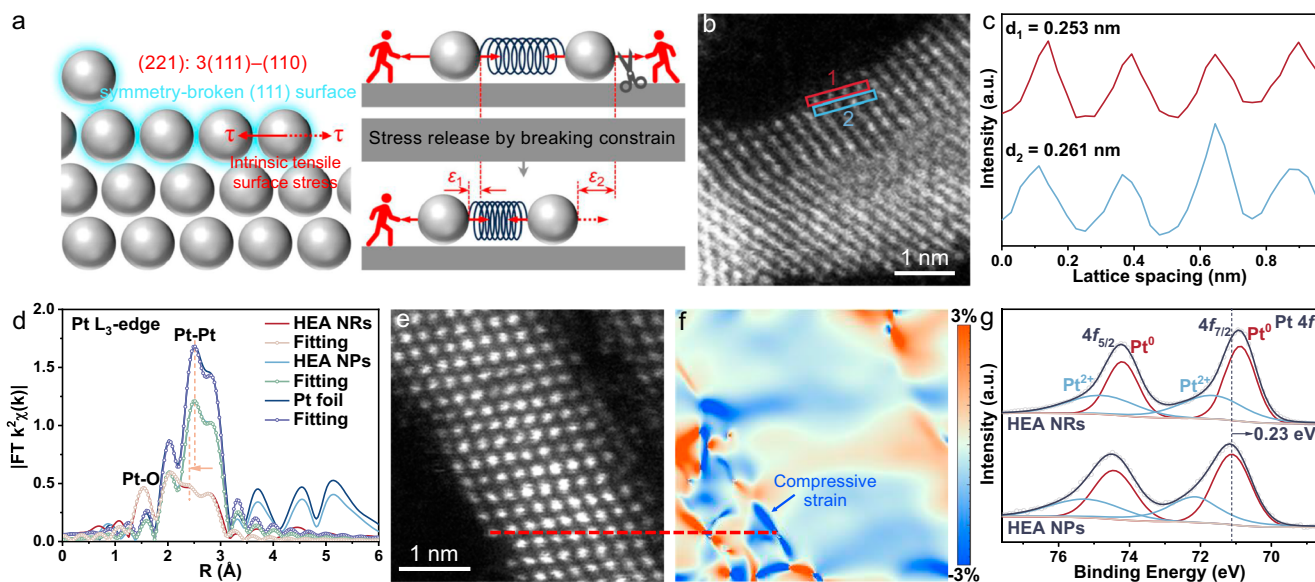 a
(221): 3(111)–(110)
symmetry-broken (111) surface
τ τ
Intrinsic tensile
surface stress
Stress release by breaking constrain
ε1 ε2
b
1
2
1 nm
c
d1 = 0.253 nm
d2 = 0.261 nm
Intensity (a.u.)
0.0 0.2 0.4 0.6 0.8
Lattice spacing (nm)
d
Pt L3-edge
Pt-Pt
Pt-O
HEA NRs
Fitting
HEA NPs
Fitting
Pt foil
Fitting
|FT k2χ(k)|
2.0
1.5
1.0
0.5
0.0
0 1 2 3 4 5 6
R (Å)
e
1 nm
f
Compressive
strain
3%
-3%
g
4f5/2 4f7/2 Pt 4f
Pt0 Pt0
Pt2+ Pt2+
HEA NRs
0.23 eV
HEA NPs
Intensity (a.u.)
76 74 72 70
Binding Energy (eV)